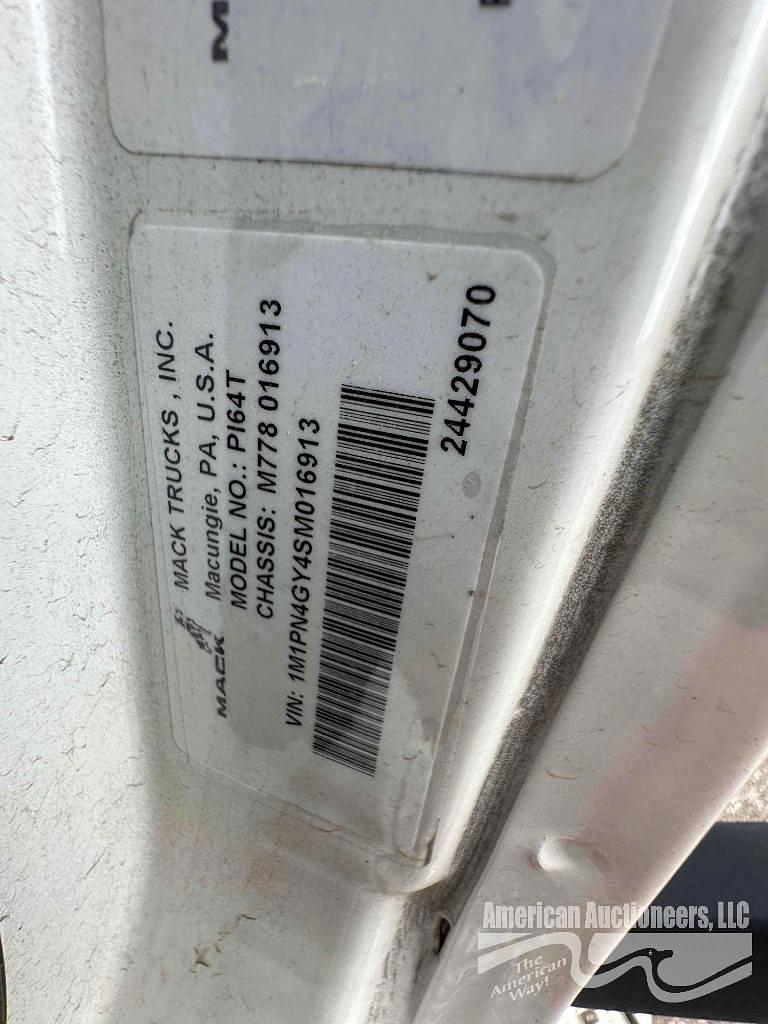 MACK TRUCKS , INC.
Macungie, PA, U.S.A.
MODEL NO.: PI64T
CHASSIS: M778 016913
MACK
VIN: 1M1PN4GY4SM016913
24429070
American Auctioneers, LLC
The
American
Way!